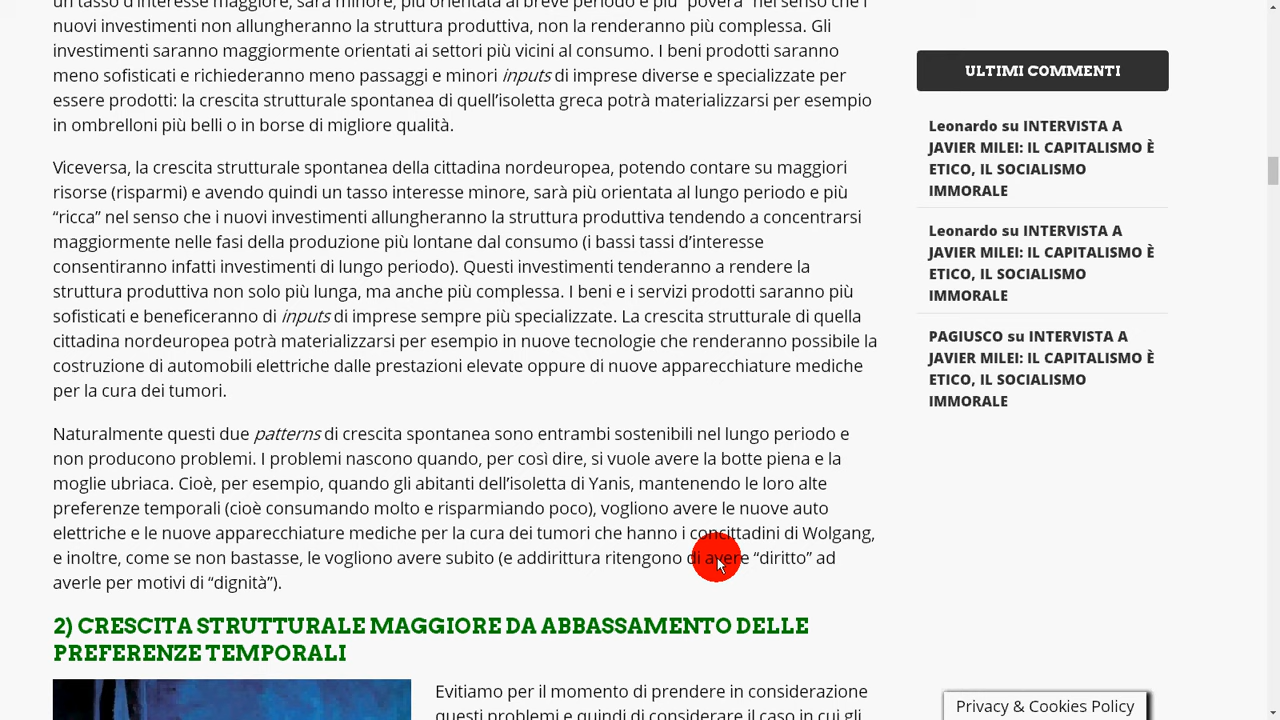 un tasso d’interesse maggiore, sarà minore, più orientata al breve periodo e più “povera” nel senso che i
nuovi investimenti non allungheranno la struttura produttiva, non la renderanno più complessa. Gli
investimenti saranno maggiormente orientati ai settori più vicini al consumo. I beni prodotti saranno
meno sofisticati e richiederanno meno passaggi e minori inputs di imprese diverse e specializzate per
essere prodotti: la crescita strutturale spontanea di quell’isoletta greca potrà materializzarsi per esempio
in ombrelloni più belli o in borse di migliore qualità.
Viceversa, la crescita strutturale spontanea della cittadina nordeuropea, potendo contare su maggiori
risorse (risparmi) e avendo quindi un tasso interesse minore, sarà più orientata al lungo periodo e più
“ricca” nel senso che i nuovi investimenti allungheranno la struttura produttiva tendendo a concentrarsi
maggiormente nelle fasi della produzione più lontane dal consumo (i bassi tassi d’interesse
consentiranno infatti investimenti di lungo periodo). Questi investimenti tenderanno a rendere la
struttura produttiva non solo più lunga, ma anche più complessa. I beni e i servizi prodotti saranno più
sofisticati e beneficeranno di inputs di imprese sempre più specializzate. La crescita strutturale di quella
cittadina nordeuropea potrà materializzarsi per esempio in nuove tecnologie che renderanno possibile la
costruzione di automobili elettriche dalle prestazioni elevate oppure di nuove apparecchiature mediche
per la cura dei tumori.
Naturalmente questi due patterns di crescita spontanea sono entrambi sostenibili nel lungo periodo e
non producono problemi. I problemi nascono quando, per così dire, si vuole avere la botte piena e la
moglie ubriaca. Cioè, per esempio, quando gli abitanti dell’isoletta di Yanis, mantenendo le loro alte
preferenze temporali (cioè consumando molto e risparmiando poco), vogliono avere le nuove auto
elettriche e le nuove apparecchiature mediche per la cura dei tumori che hanno i concittadini di Wolgang,
e inoltre, come se non bastasse, le vogliono avere subito (e addirittura ritengono di avere “diritto” ad
averle per motivi di “dignità”).
2) CRESCITA STRUTTURALE MAGGIORE DA ABBASSAMENTO DELLE
PREFERENZE TEMPORALI
Evitiamo per il momento di prendere in considerazione
questi problemi e quindi di considerare il caso in cui gli
ULTIMI COMMENTI
Leonardo su INTERVISTA A
JAVIER MILEI: IL CAPITALISMO È
ETICO, IL SOCIALISMO
IMMORALE
Leonardo su INTERVISTA A
JAVIER MILEI: IL CAPITALISMO È
ETICO, IL SOCIALISMO
IMMORALE
PAGIUSCO su INTERVISTA A
JAVIER MILEI: IL CAPITALISMO È
ETICO, IL SOCIALISMO
IMMORALE
Privacy & Cookies Policy